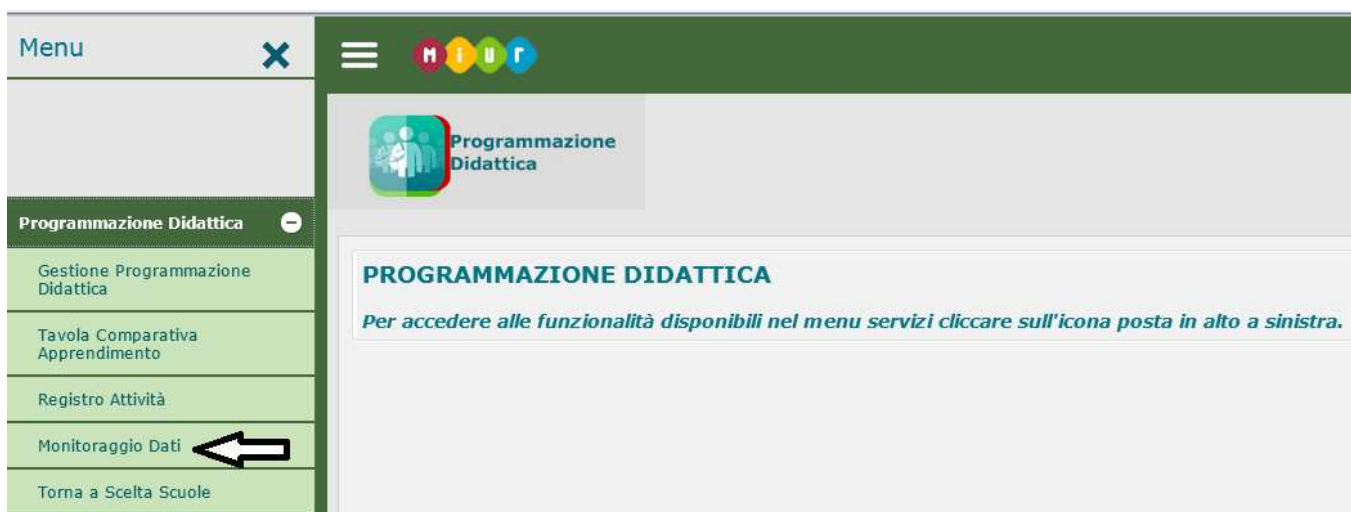 Menu
Miur
Programmazione
Didattica
Programmazione Didattica
Gestione Programmazione
Didattica
Tavola Comparativa
Apprendimento
Registro Attività
Monitoraggio Dati
Torna a Scelta Scuole
PROGRAMMAZIONE DIDATTICA
Per accedere alle funzionalità disponibili nel menu servizi cliccare sull'icona posta in alto a sinistra.